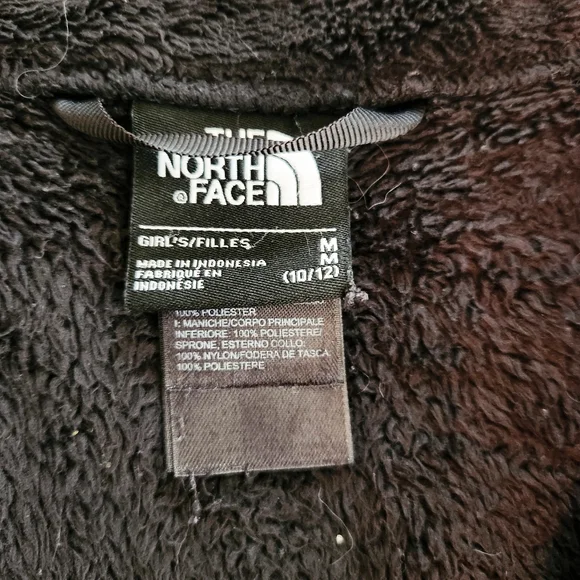 THE
NORTH
® FACE
GIRL'S/FILLES M
MADE IN INDONESIA M
FABRIQUÉ EN (10/12)
INDONÉSIE
100% POLIESTER
I: MANICHE/CORPO PRINCIPALE
INFERIORE: 100% POLIESTERE/
SPRONE, ESTERNO COLLO:
100% NYLON/FODERA DE TASCA
100% POLIESTERE